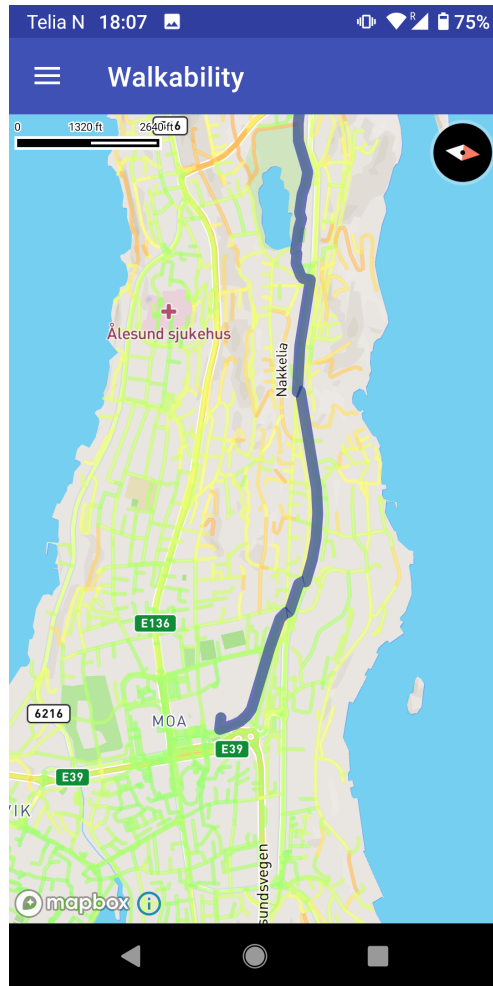 Telia N 18:07 75%
Walkability
0 1320 ft 2640 ft
Ålesund sjukehus
Nakkelia
E136
6216
MOA
E39
E39
sundsvegen
mapbox